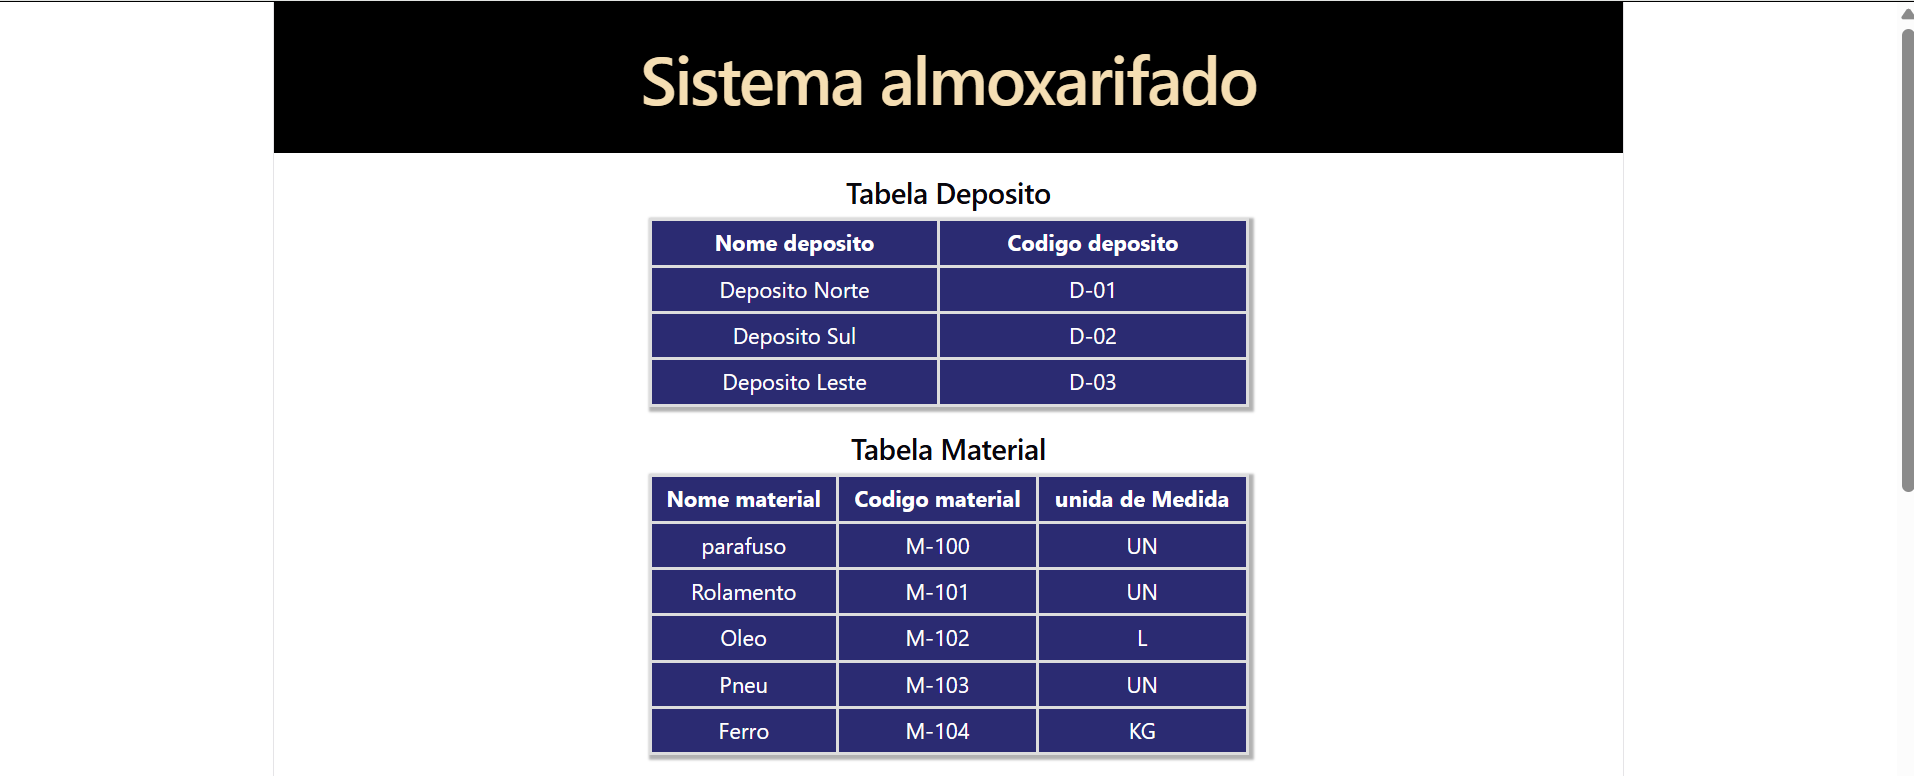 Sistema almoxarifado
Tabela Deposito
Nome deposito Codigo deposito
Deposito Norte D-01
Deposito Sul D-02
Deposito Leste D-03
Tabela Material
Nome material Codigo material unida de Medida
parafuso M-100 UN
Rolamento M-101 UN
Oleo M-102 L
Pneu M-103 UN
Ferro M-104 KG